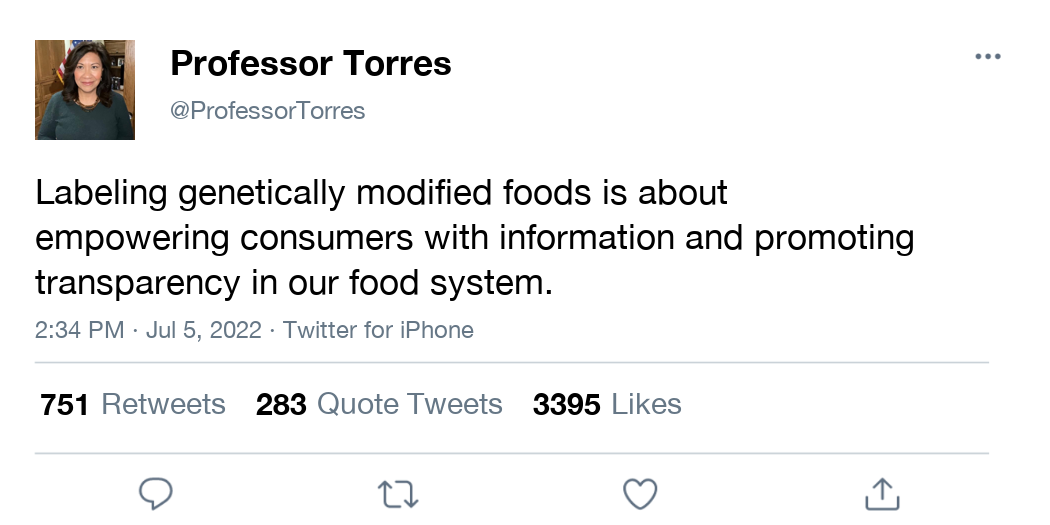 Professor Torres
@ProfessorTorres
Labeling genetically modified foods is about
empowering consumers with information and promoting
transparency in our food system.
2:34 PM · Jul 5, 2022 · Twitter for iPhone
751 Retweets 283 Quote Tweets 3395 Likes